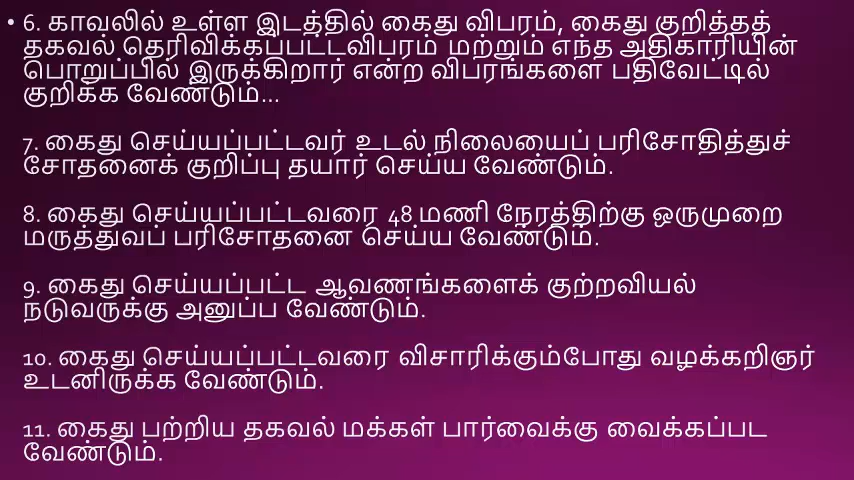 • 6. காவலில் உள்ள இடத்தில் கைது விபரம், கைது குறித்தத்
தகவல் தெரிவிக்கப்பட்டவிபரம் மற்றும் எந்த அதிகாரியின்
பொறுப்பில் இருக்கிறார் என்ற விபரங்களை பதிவேட்டில்
குறிக்க வேண்டும்...
7. கைது செய்யப்பட்டவர் உடல் நிலையைப் பரிசோதித்துச்
சோதனைக் குறிப்பு தயார் செய்ய வேண்டும்.
8. கைது செய்யப்பட்டவரை 48 மணி நேரத்திற்கு ஒருமுறை
மருத்துவப் பரிசோதனை செய்ய வேண்டும்.
9. கைது செய்யப்பட்ட ஆவணங்களைக் குற்றவியல்
நடுவருக்கு அனுப்ப வேண்டும்.
10. கைது செய்யப்பட்டவரை விசாரிக்கும்போது வழக்கறிஞர்
உடனிருக்க வேண்டும்.
11. கைது பற்றிய தகவல் மக்கள் பார்வைக்கு வைக்கப்பட
வேண்டும்.